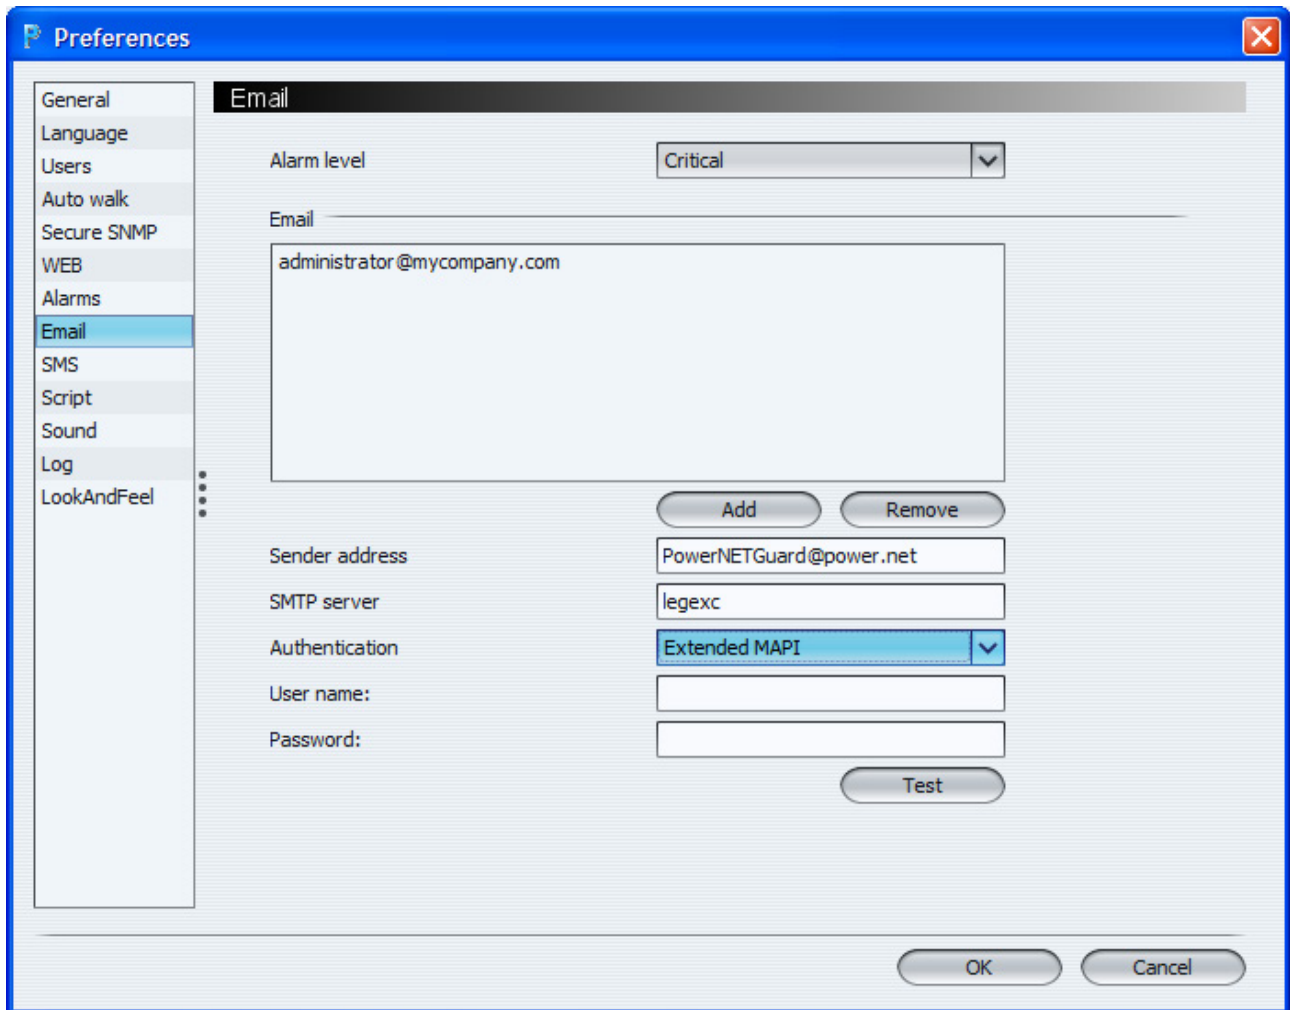 Preferences
General
Language
Users
Auto walk
Secure SNMP
WEB
Alarms
Email
SMS
Script
Sound
Log
LookAndFeel
Email
Alarm level
Critical
Email
administrator@mycompany.com
Add
Remove
Sender address
PowerNETGuard@power.net
SMTP server
legexc
Authentication
Extended MAPI
User name:
Password:
Test
OK
Cancel